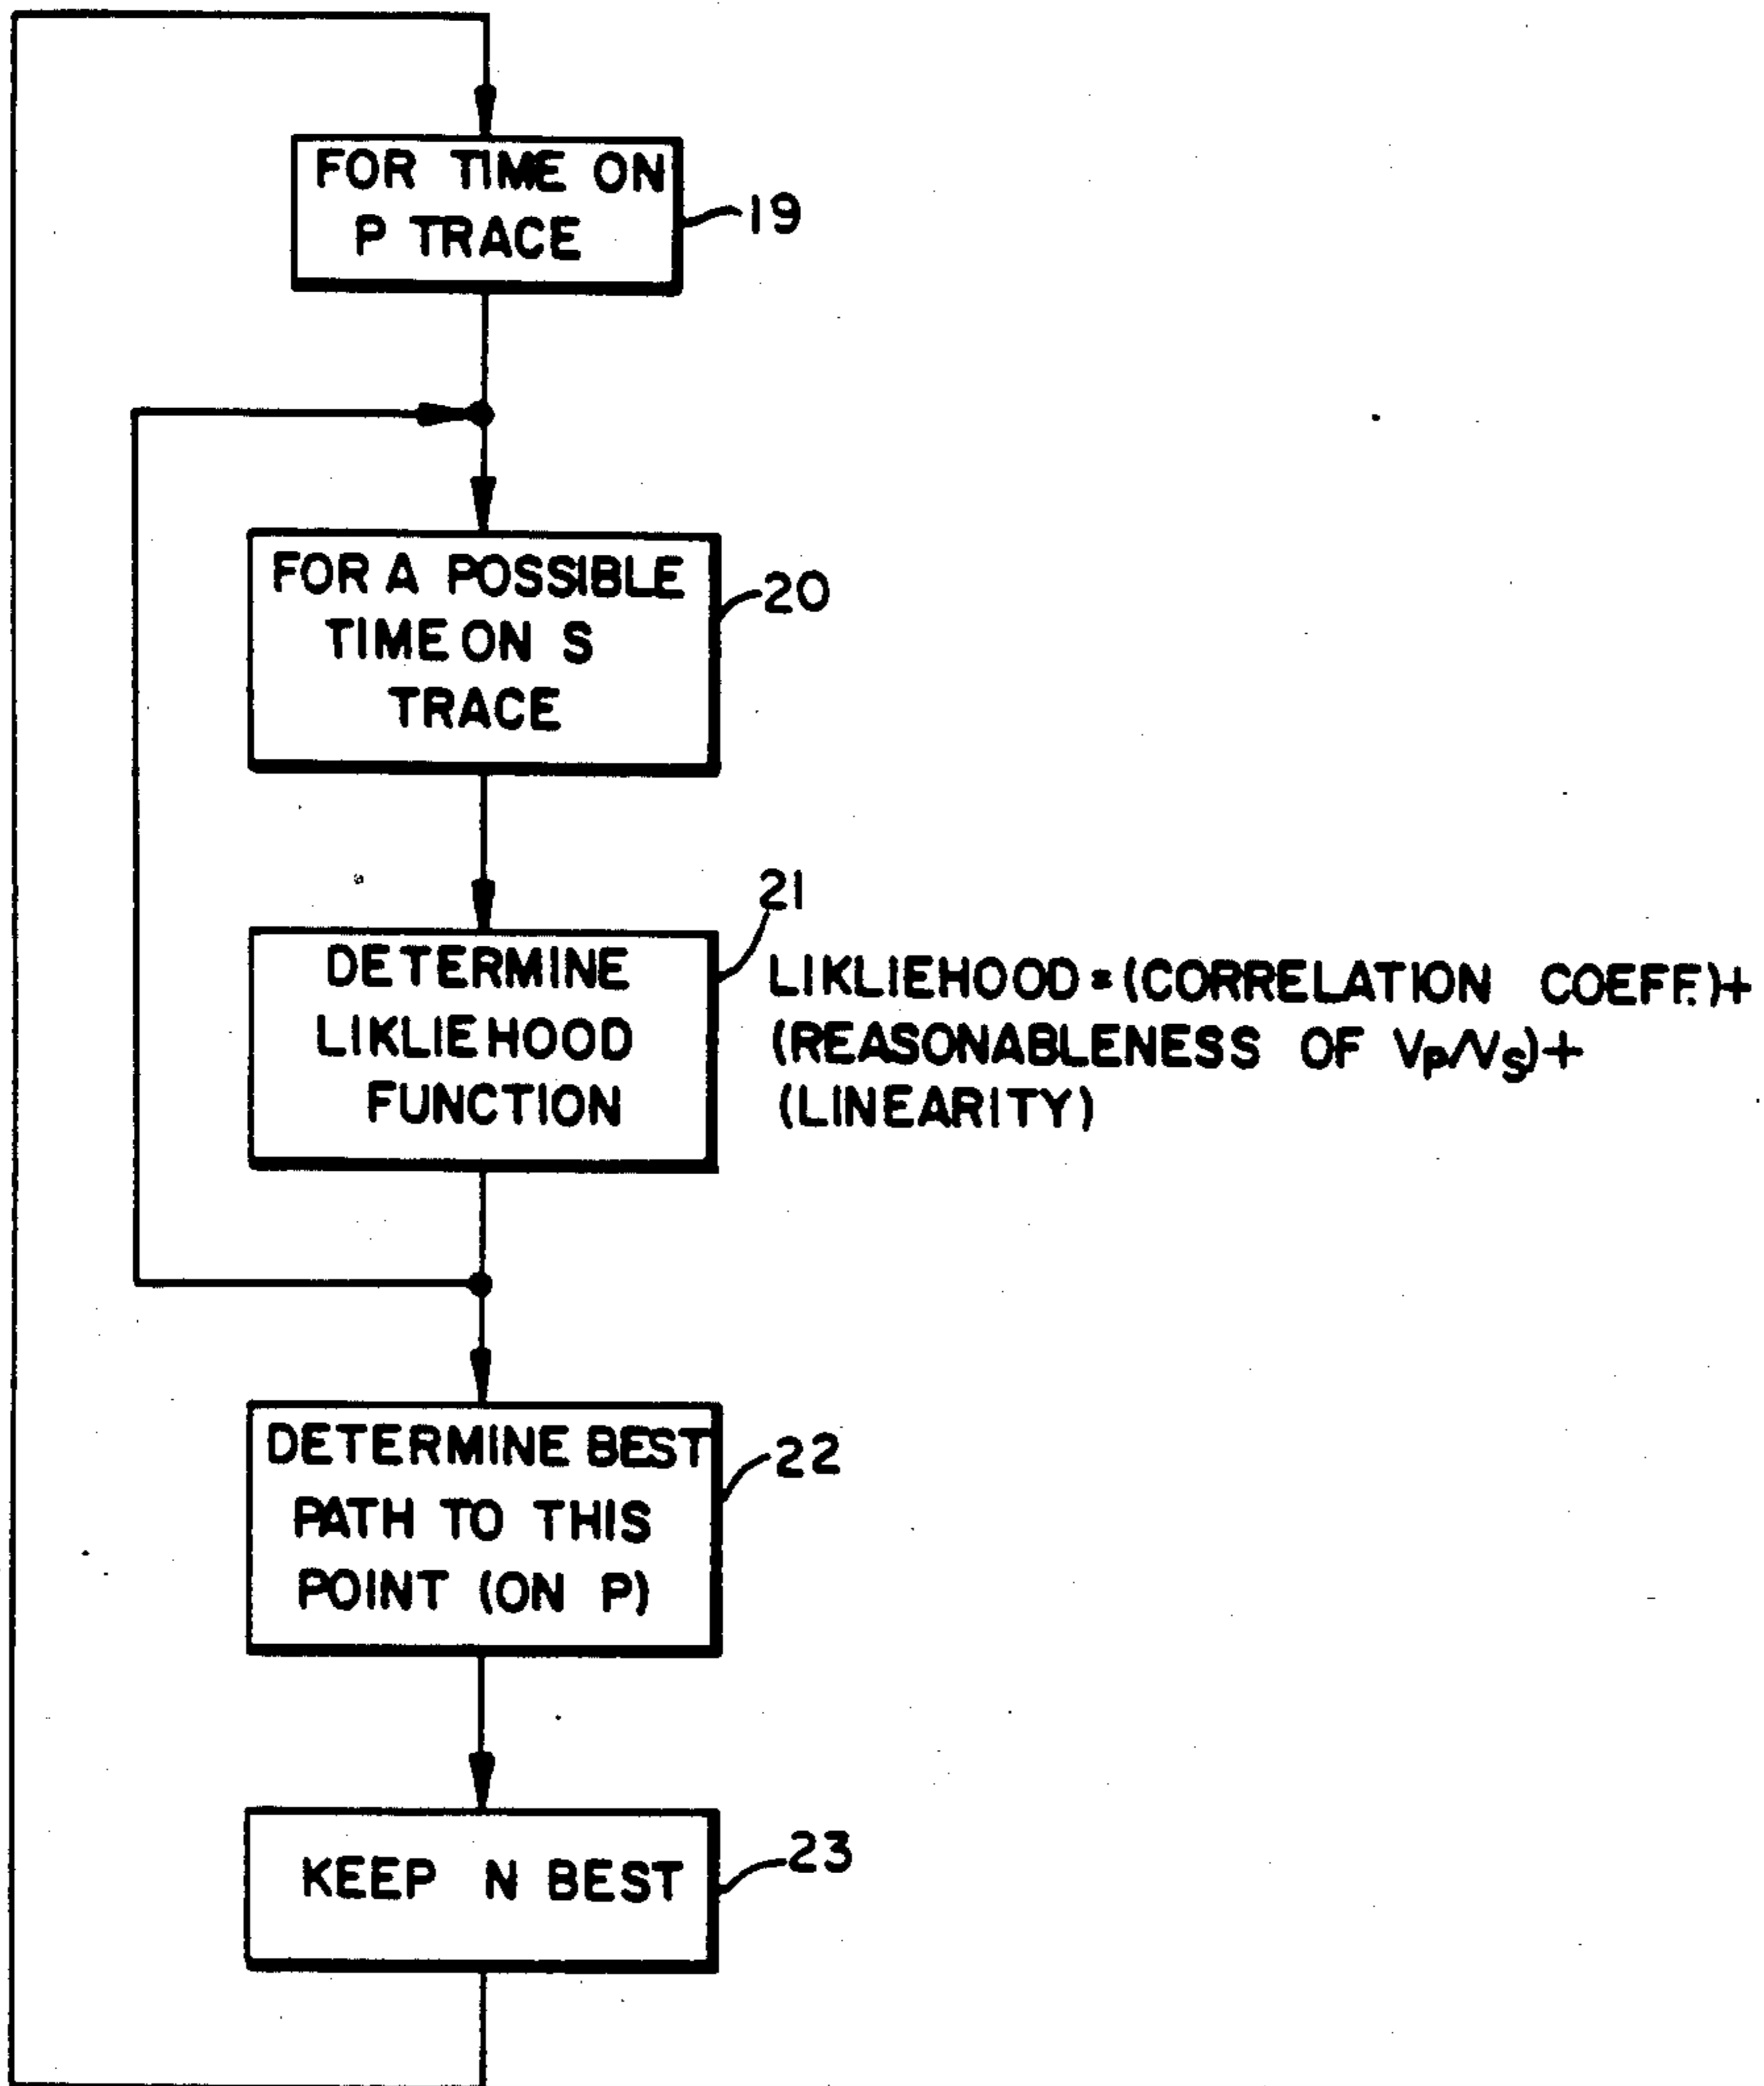 FOR TIME ON
P TRACE
19
FOR A POSSIBLE
TIME ON S
TRACE
20
21
DETERMINE
LIKLIEHOOD
FUNCTION
LIKLIEHOOD=(CORRELATION COEFF.)+
(REASONABLENESS OF VP/VS)+
(LINEARITY)
DETERMINE BEST
PATH TO THIS
POINT (ON P)
22
KEEP N BEST
23